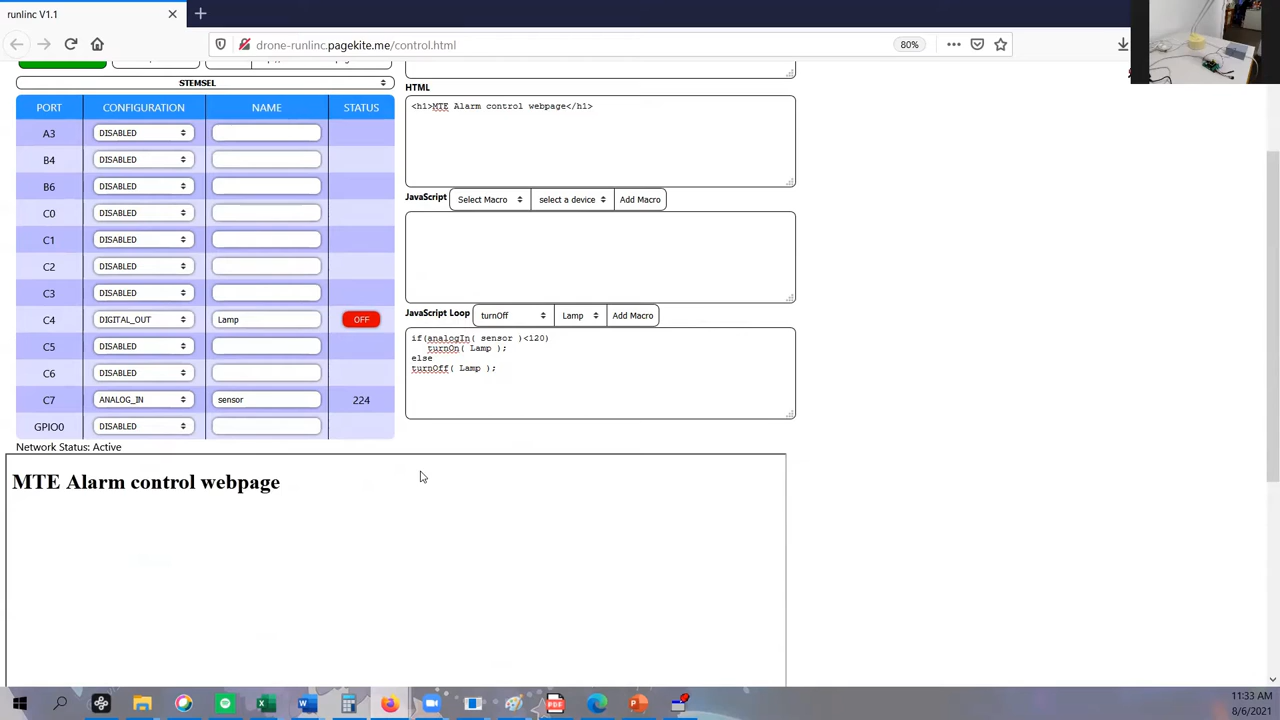 runlinc V1.1
drone-runlinc.pagekite.me/control.html
80%
STEMSEL
PORT CONFIGURATION NAME STATUS
A3 DISABLED
B4 DISABLED
B6 DISABLED
C0 DISABLED
C1 DISABLED
C2 DISABLED
C3 DISABLED
C4 DIGITAL_OUT Lamp OFF
C5 DISABLED
C6 DISABLED
C7 ANALOG_IN sensor 224
GPIO0 DISABLED
Network Status: Active
HTML
<h1>MTE Alarm control webpage</h1>
JavaScript Select Macro select a device Add Macro
JavaScript Loop turnOff Lamp Add Macro
if(analogIn( sensor )<120)
turnOn( Lamp );
else
turnOff( Lamp );
MTE Alarm control webpage
11:33 AM
8/6/2021